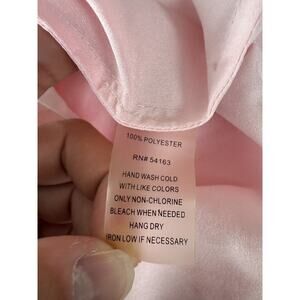 100% POLYESTER
RN# 54163
HAND WASH COLD
WITH LIKE COLORS
ONLY NON-CHLORINE
BLEACH WHEN NEEDED
HANG DRY
IRON LOW IF NECESSARY